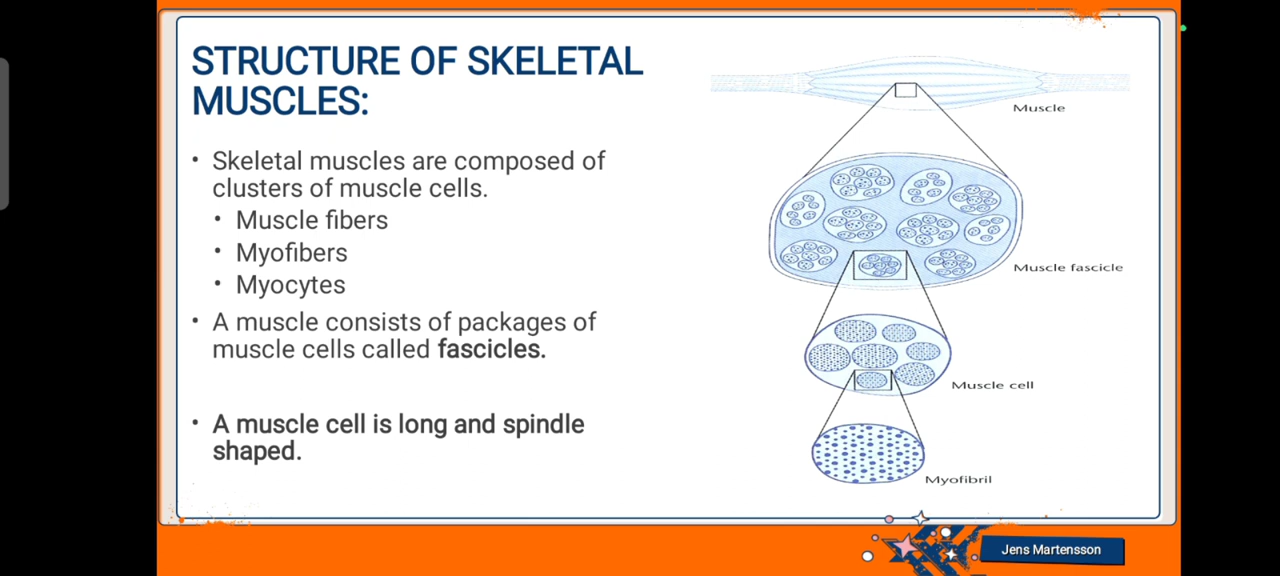 STRUCTURE OF SKELETAL
MUSCLES:
• Skeletal muscles are composed of
clusters of muscle cells.
• Muscle fibers
• Myofibers
• Myocytes
• A muscle consists of packages of
muscle cells called fascicles.
• A muscle cell is long and spindle
shaped.
Muscle
Muscle fascicle
Muscle cell
Myofibril
Jens Martensson